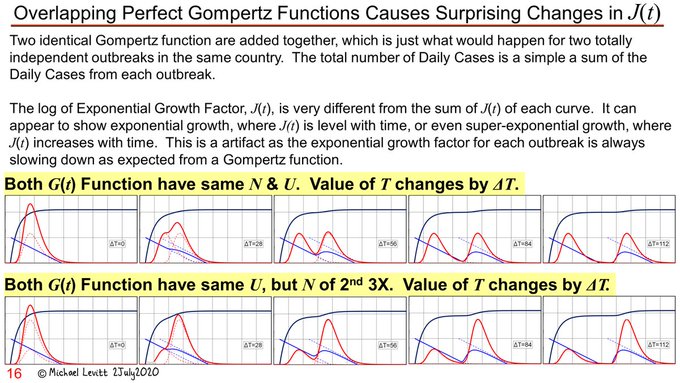 Overlapping Perfect Gompertz Functions Causes Surprising Changes in J(t)
Two identical Gompertz function are added together, which is just what would happen for two totally
independent outbreaks in the same country. The total number of Daily Cases is a simple a sum of the
Daily Cases from each outbreak.
The log of Exponential Growth Factor, J(t), is very different from the sum of J(t) of each curve. It can
appear to show exponential growth, where J(t) is level with time, or even super-exponential growth, where
J(t) increases with time. This is a artifact as the exponential growth factor for each outbreak is always
slowing down as expected from a Gompertz function.
Both G(t) Function have same N & U. Value of T changes by ΔT.
ΔT=0 ΔT=28 ΔT=56 ΔT=84 ΔT=112
Both G(t) Function have same U, but N of 2nd 3X. Value of T changes by ΔT.
ΔT=0 ΔT=28 ΔT=56 ΔT=84 ΔT=112
16 © Michael Levitt 2July2020